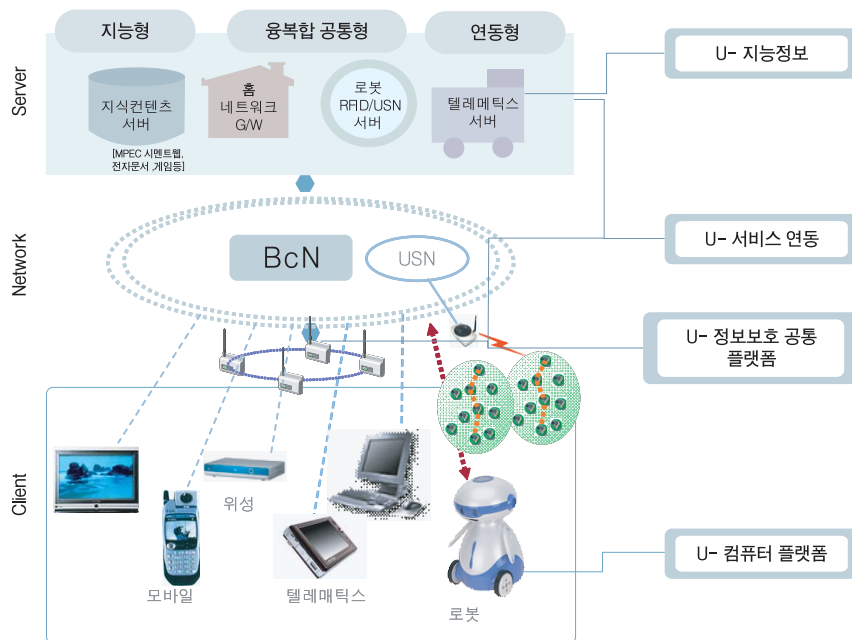 지능형
융복합 공통형
연동형
Server
지식컨텐츠
서버
[MPEC 시멘트웹,
전자문서 ,게임등]
홈
네트워크
G/W
로봇
RFID/USN
서버
텔레메틱스
서버
U- 지능정보
Network
BcN
USN
U- 서비스 연동
U- 정보보호 공통
플랫폼
Client
위성
모바일
텔레매틱스
로봇
U- 컴퓨터 플랫폼